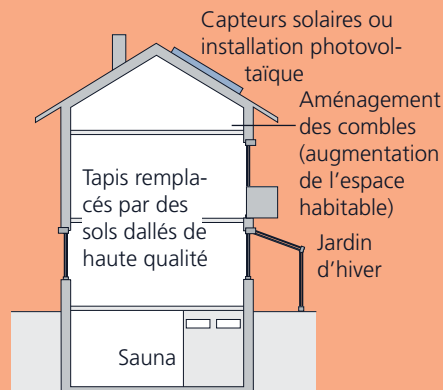 Capteurs solaires ou
installation photovol-
taïque
Aménagement
des combles
(augmentation
de l'espace
habitable)
Tapis rempla-
cés par des
sols dallés de
haute qualité
Jardin
d'hiver
Sauna